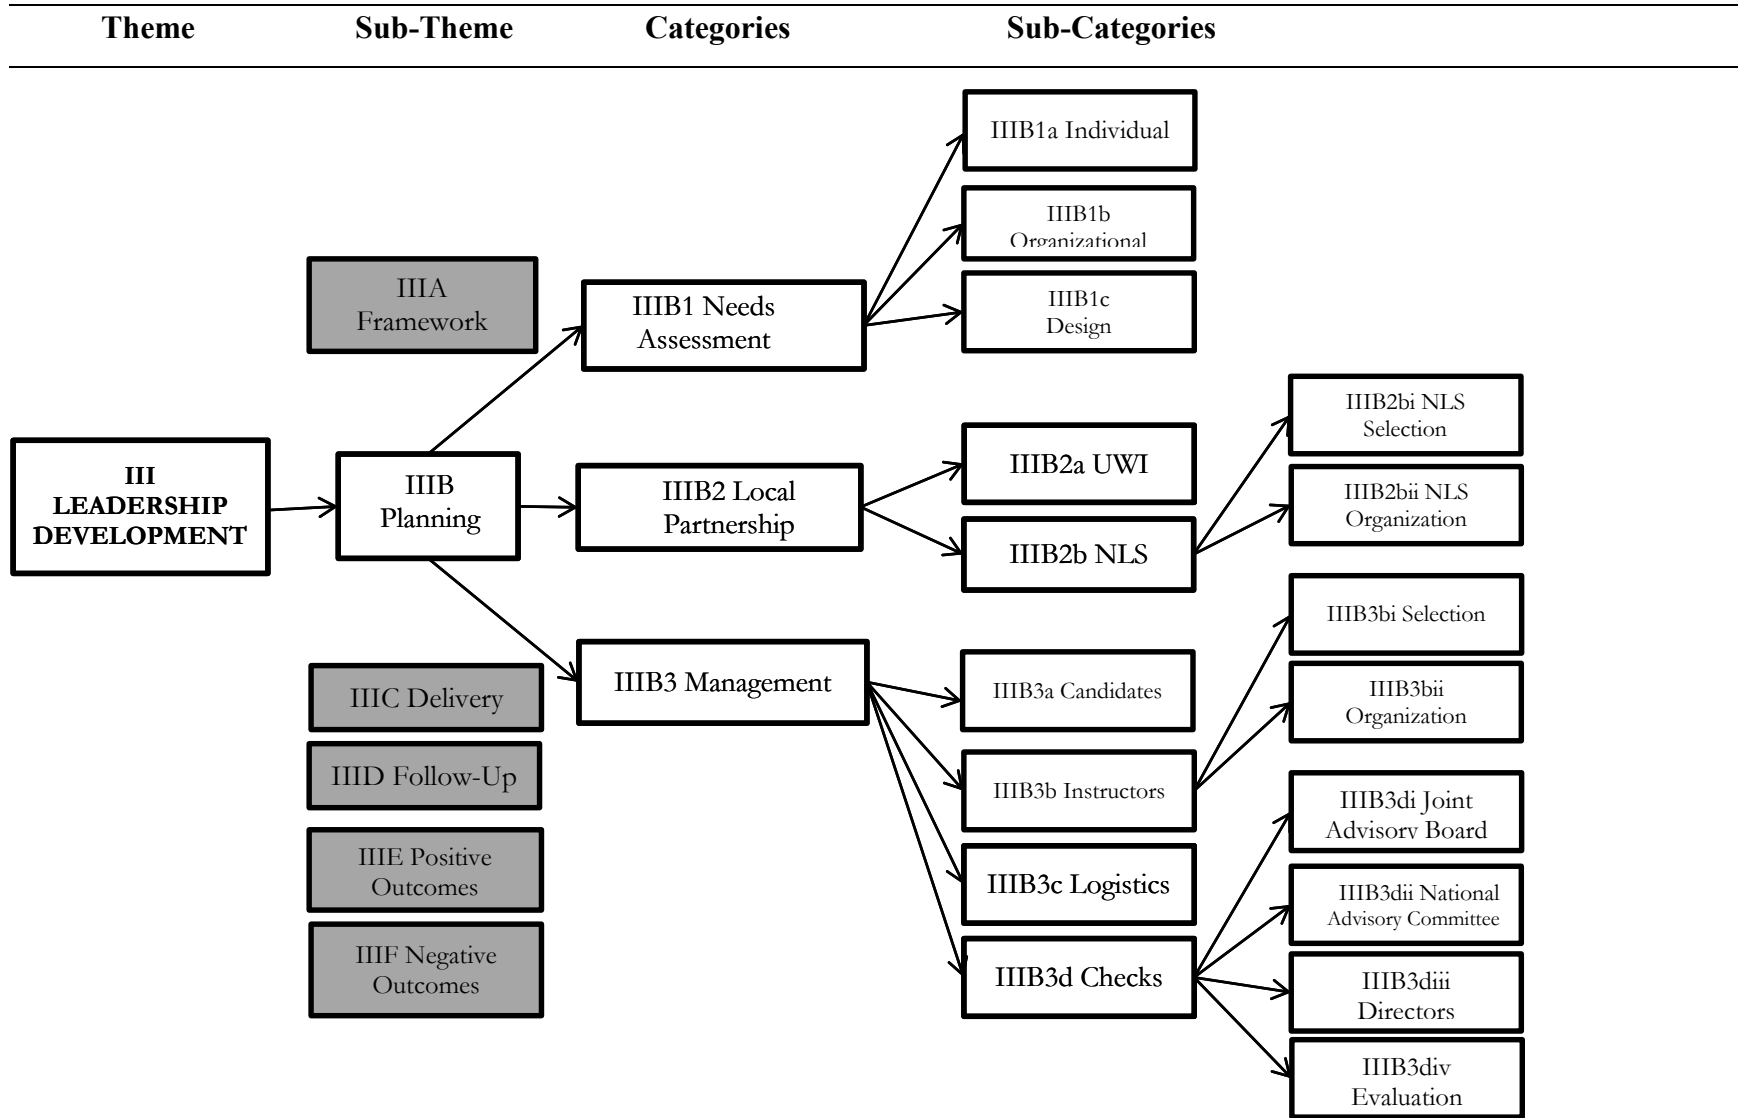 Theme Sub-Theme Categories Sub-Categories
IIIA
Framework
III
LEADERSHIP
DEVELOPMENT
IIIB
Planning
IIIC Delivery
IIID Follow-Up
IIIE Positive
Outcomes
IIIF Negative
Outcomes
IIIB1 Needs
Assessment
IIIB2 Local
Partnership
IIIB3 Management
IIIB1a Individual
IIIB1b
Organizational
IIIB1c
Design
IIIB2a UWI
IIIB2b NLS
IIIB3a Candidates
IIIB3b Instructors
IIIB3c Logistics
IIIB3d Checks
IIIB2bi NLS
Selection
IIIB2bii NLS
Organization
IIIB3bi Selection
IIIB3bii
Organization
IIIB3di Joint
Advisory Board
IIIB3dii National
Advisory Committee
IIIB3diii
Directors
IIIB3div
Evaluation